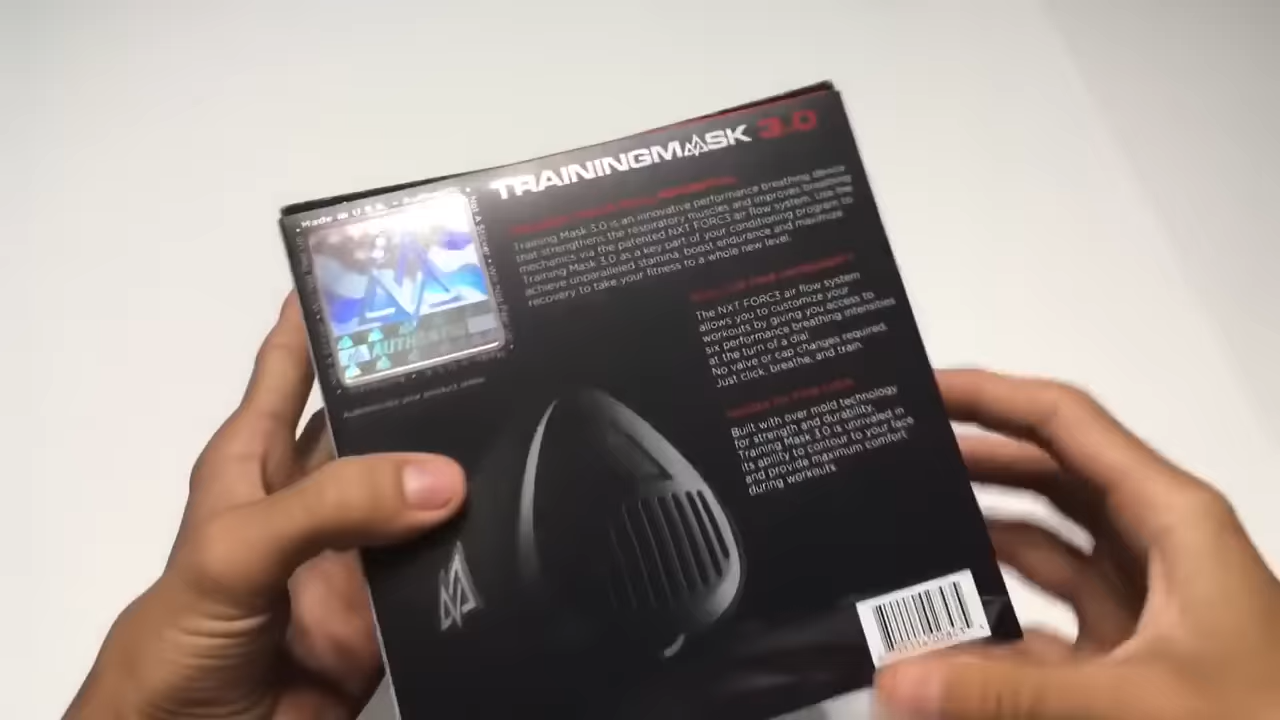 TRAININGMASK 3.0
Made in U.S.A.
Not A Sticker
Training Mask 3.0 is an innovative performance breathing device
that strengthens the respiratory muscles and improves breathing
mechanics via the patented NXT FORC3 air flow system. Use the
Training Mask 3.0 as a key part of your conditioning program to
achieve unparalleled stamina, boost endurance and maximize
recovery to take your fitness to a whole new level.
The NXT FORC3 air flow system
allows you to customize your
workouts by giving you access to
six performance breathing intensities
at the turn of a dial
No valve or cap changes required.
Just click, breathe, and train.
Built with over mold technology
for strength and durability,
Training Mask 3.0 is unrivaled in
its ability to contour to your face
and provide maximum comfort
during workouts